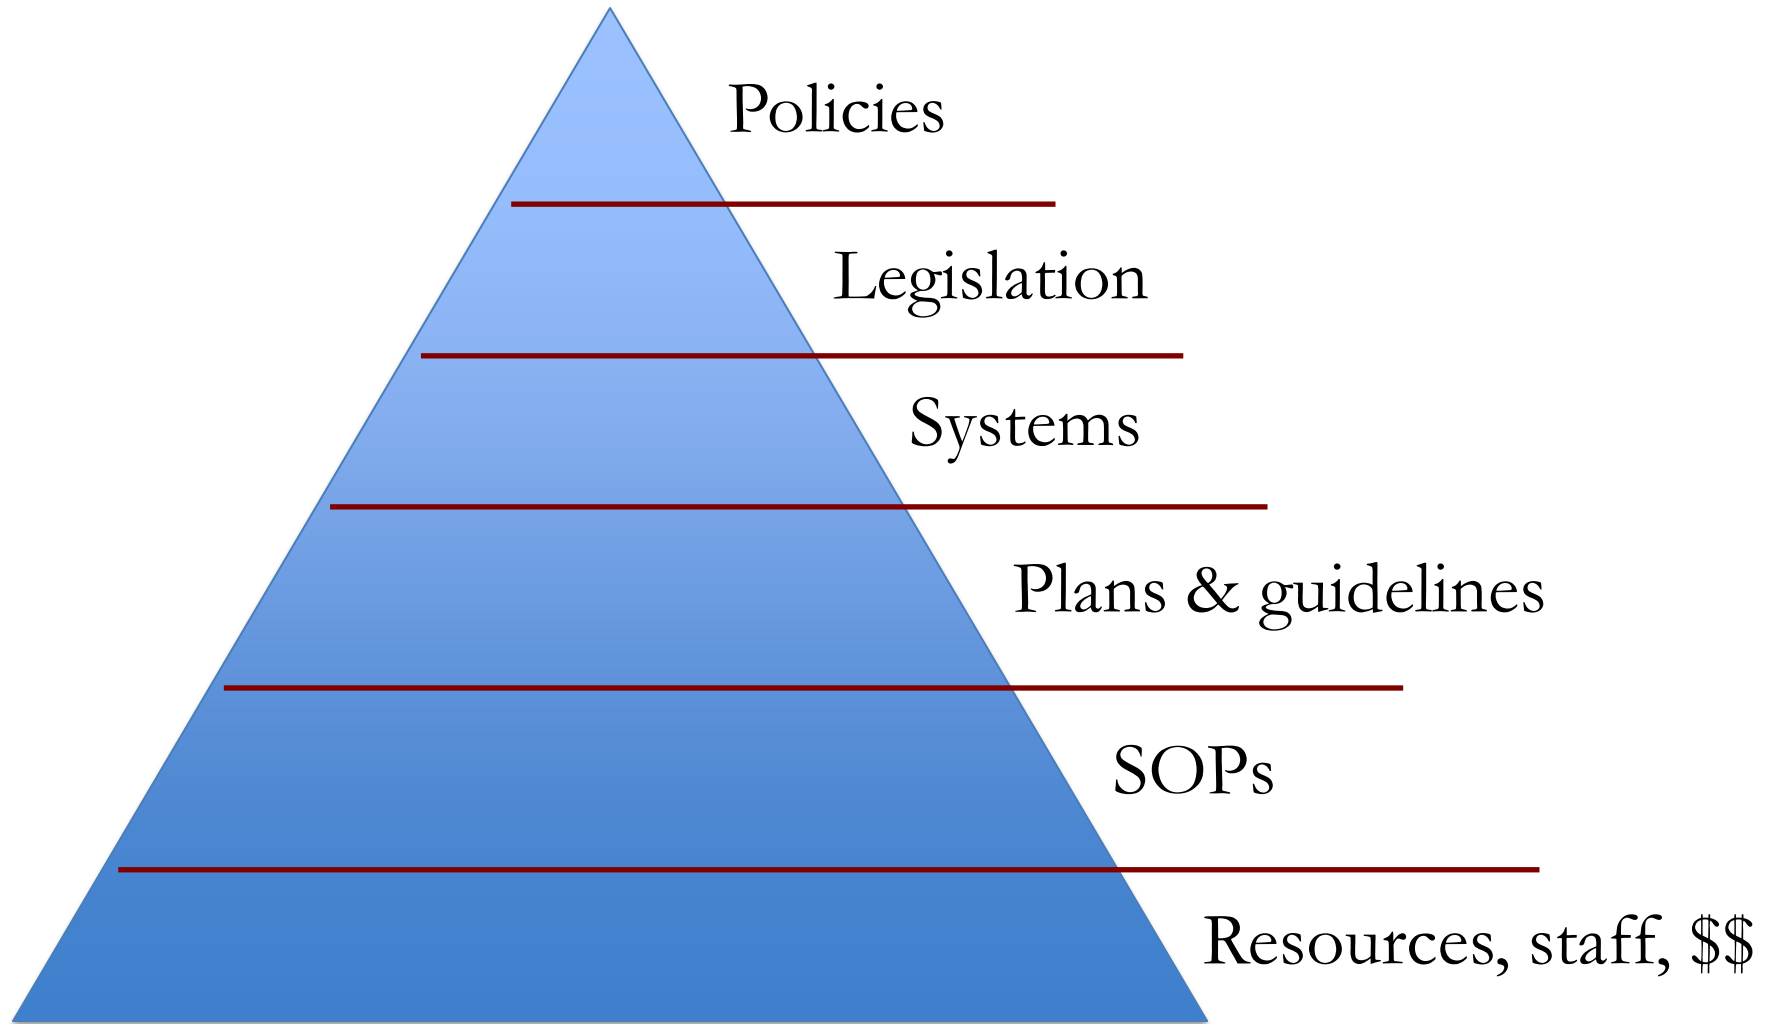 Policies
Legislation
Systems
Plans & guidelines
SOPs
Resources, staff, $$